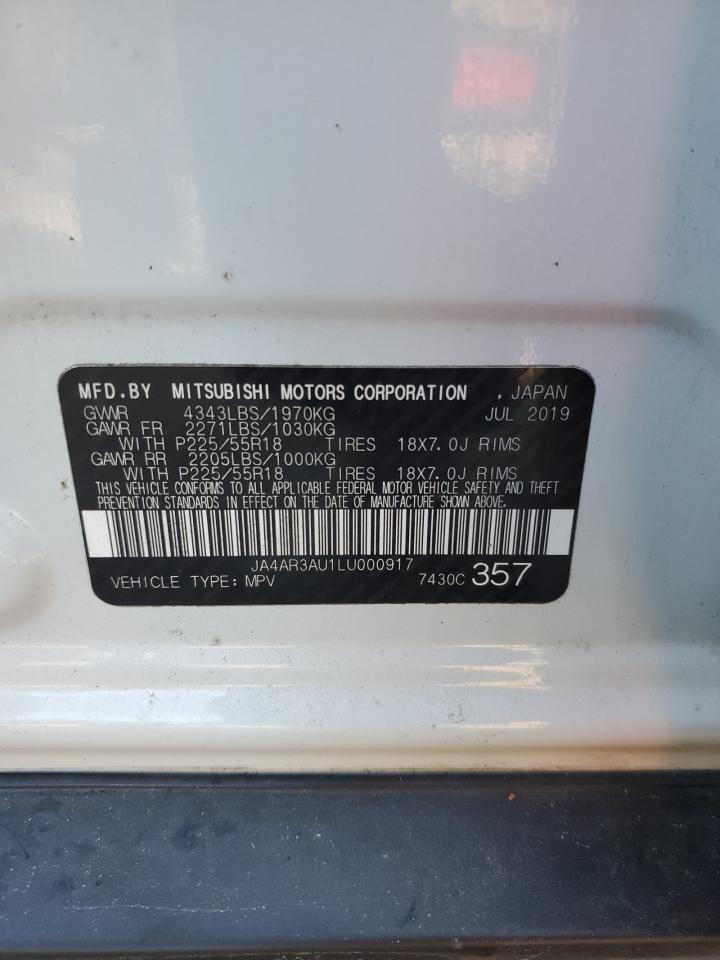 MFD.BY MITSUBISHI MOTORS CORPORATION , JAPAN
GVWR 4343LBS/1970KG JUL 2019
GAWR FR 2271LBS/1030KG
WITH P225/55R18 TIRES 18X7.0J RIMS
GAWR RR 2205LBS/1000KG
WITH P225/55R18 TIRES 18X7.0J RIMS
THIS VEHICLE CONFORMS TO ALL APPLICABLE FEDERAL MOTOR VEHICLE SAFETY AND THEFT
PREVENTION STANDARDS IN EFFECT ON THE DATE OF MANUFACTURE SHOWN ABOVE.
JA4AR3AU1LU000917
VEHICLE TYPE: MPV 7430C 357